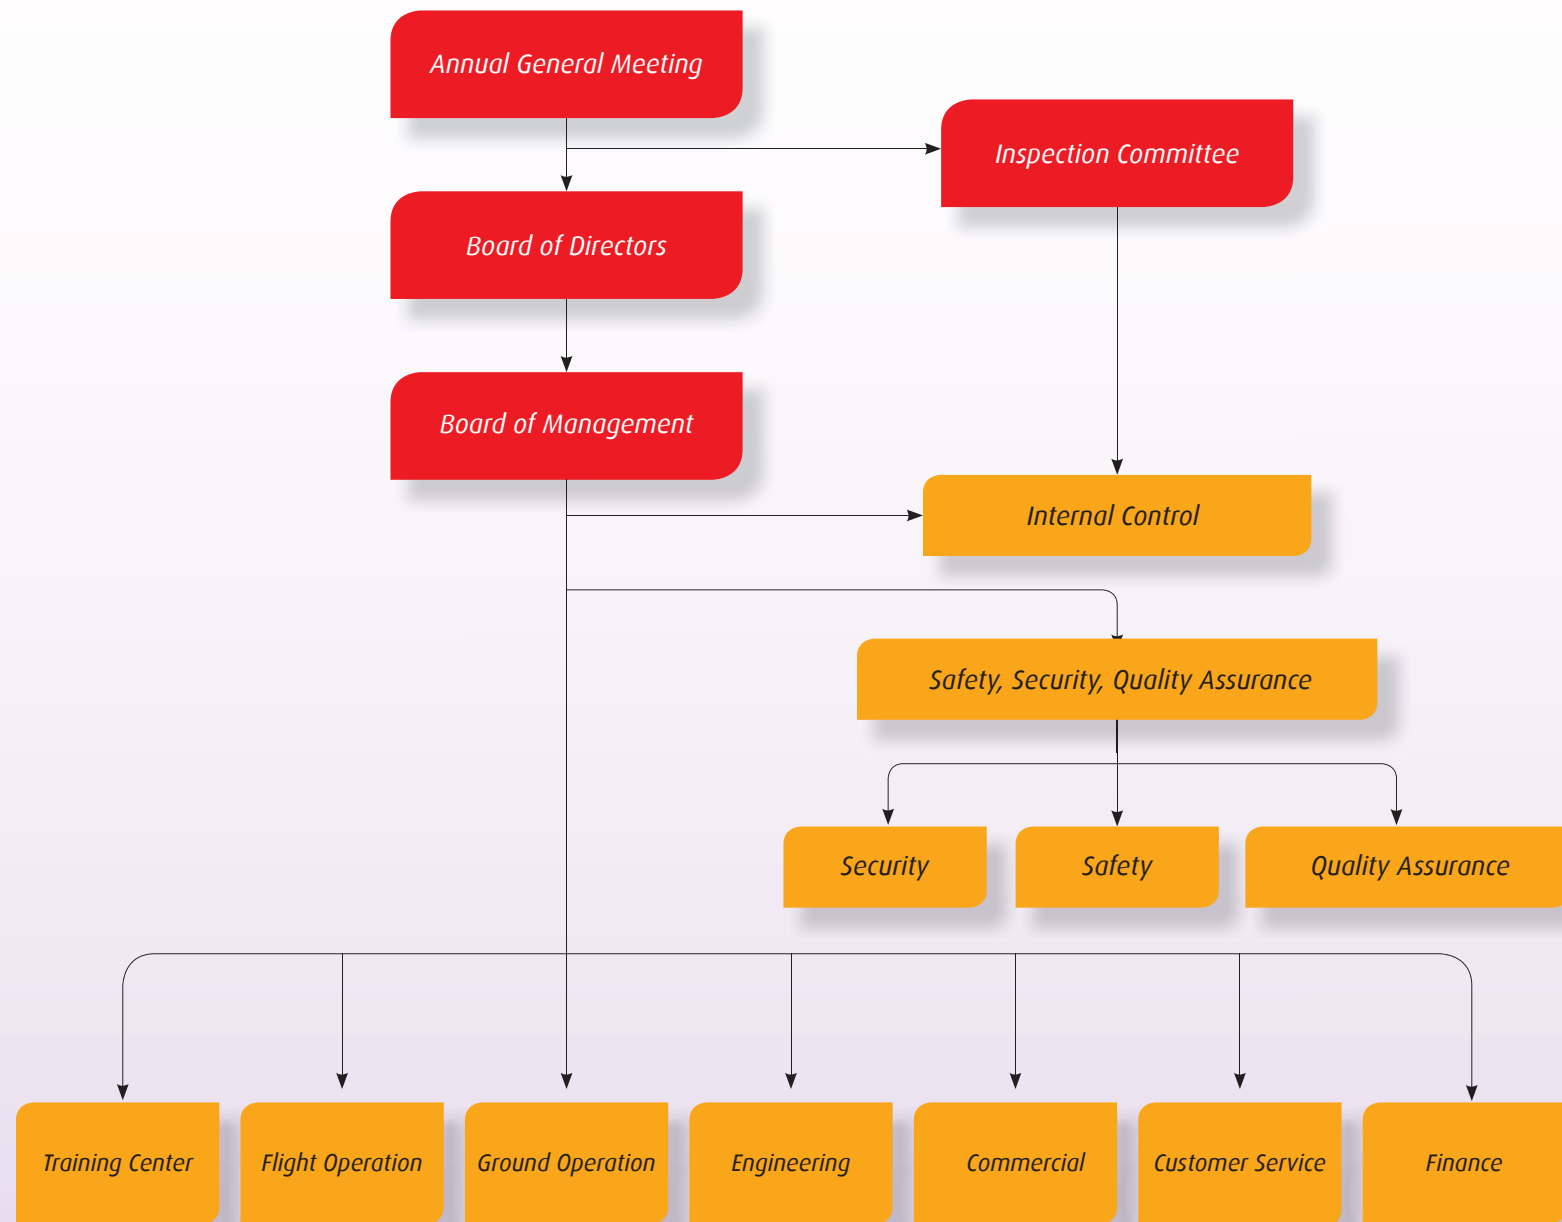 Annual General Meeting
Inspection Committee
Board of Directors
Board of Management
Internal Control
Safety, Security, Quality Assurance
Security
Safety
Quality Assurance
Training Center
Flight Operation
Ground Operation
Engineering
Commercial
Customer Service
Finance